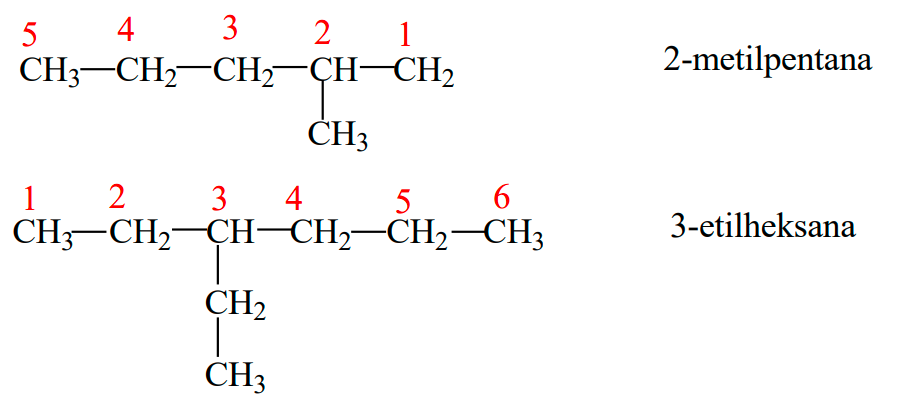 5 4 3 2 1
CH₃—CH₂—CH₂—CH—CH₂ 2-metilpentana
CH₃
1 2 3 4 5 6
CH₃—CH₂—CH—CH₂—CH₂—CH₃ 3-etilheksana
CH₂
CH₃